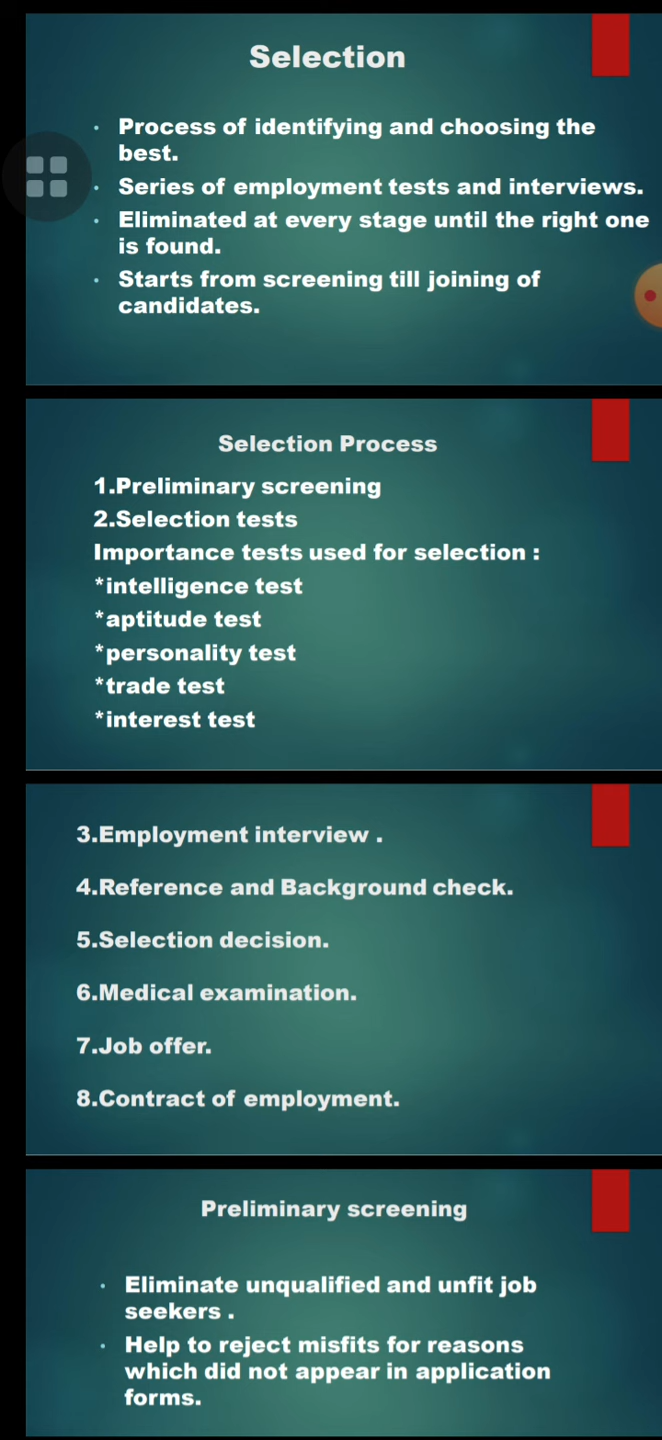 Selection
· Process of identifying and choosing the
best.
· Series of employment tests and interviews.
· Eliminated at every stage until the right one
is found.
· Starts from screening till joining of
candidates.
Selection Process
1.Preliminary screening
2.Selection tests
Importance tests used for selection :
*intelligence test
*aptitude test
*personality test
*trade test
*interest test
3.Employment interview .
4.Reference and Background check.
5.Selection decision.
6.Medical examination.
7.Job offer.
8.Contract of employment.
Preliminary screening
· Eliminate unqualified and unfit job
seekers .
· Help to reject misfits for reasons
which did not appear in application
forms.